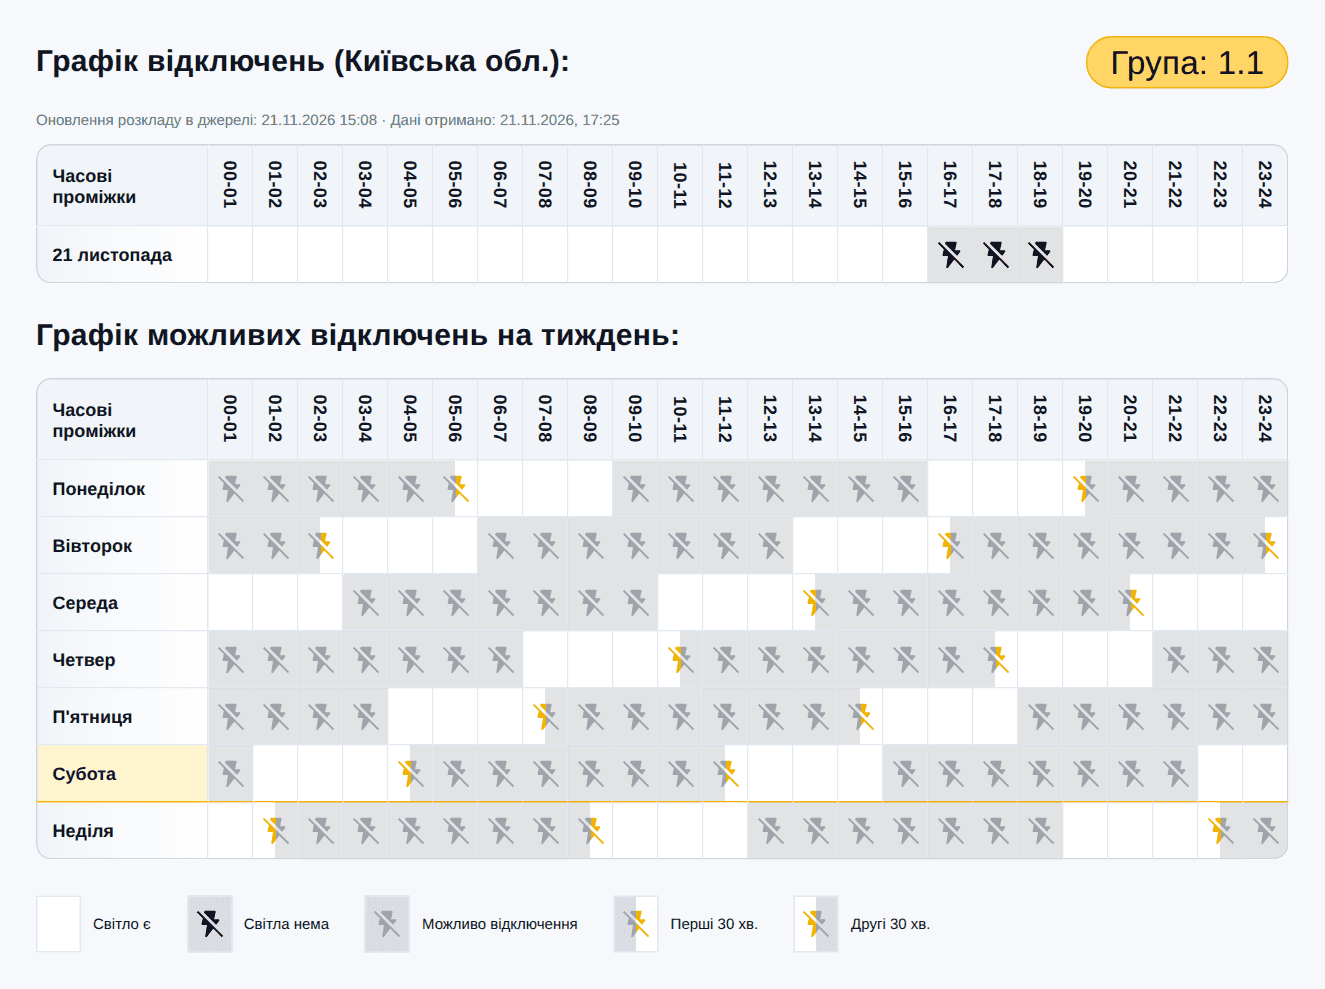 Графік відключень (Київська обл.):
Група: 1.1
Оновлення розкладу в джерелі: 21.11.2026 15:08 · Дані отримано: 21.11.2026, 17:25
Часові проміжки 00-01 01-02 02-03 03-04 04-05 05-06 06-07 07-08 08-09 09-10 10-11 11-12 12-13 13-14 14-15 15-16 16-17 17-18 18-19 19-20 20-21 21-22 22-23 23-24
21 листопада
Графік можливих відключень на тиждень:
Часові проміжки 00-01 01-02 02-03 03-04 04-05 05-06 06-07 07-08 08-09 09-10 10-11 11-12 12-13 13-14 14-15 15-16 16-17 17-18 18-19 19-20 20-21 21-22 22-23 23-24
Понеділок
Вівторок
Середа
Четвер
П'ятниця
Субота
Неділя
Світло є Світла нема Можливо відключення Перші 30 хв. Другі 30 хв.